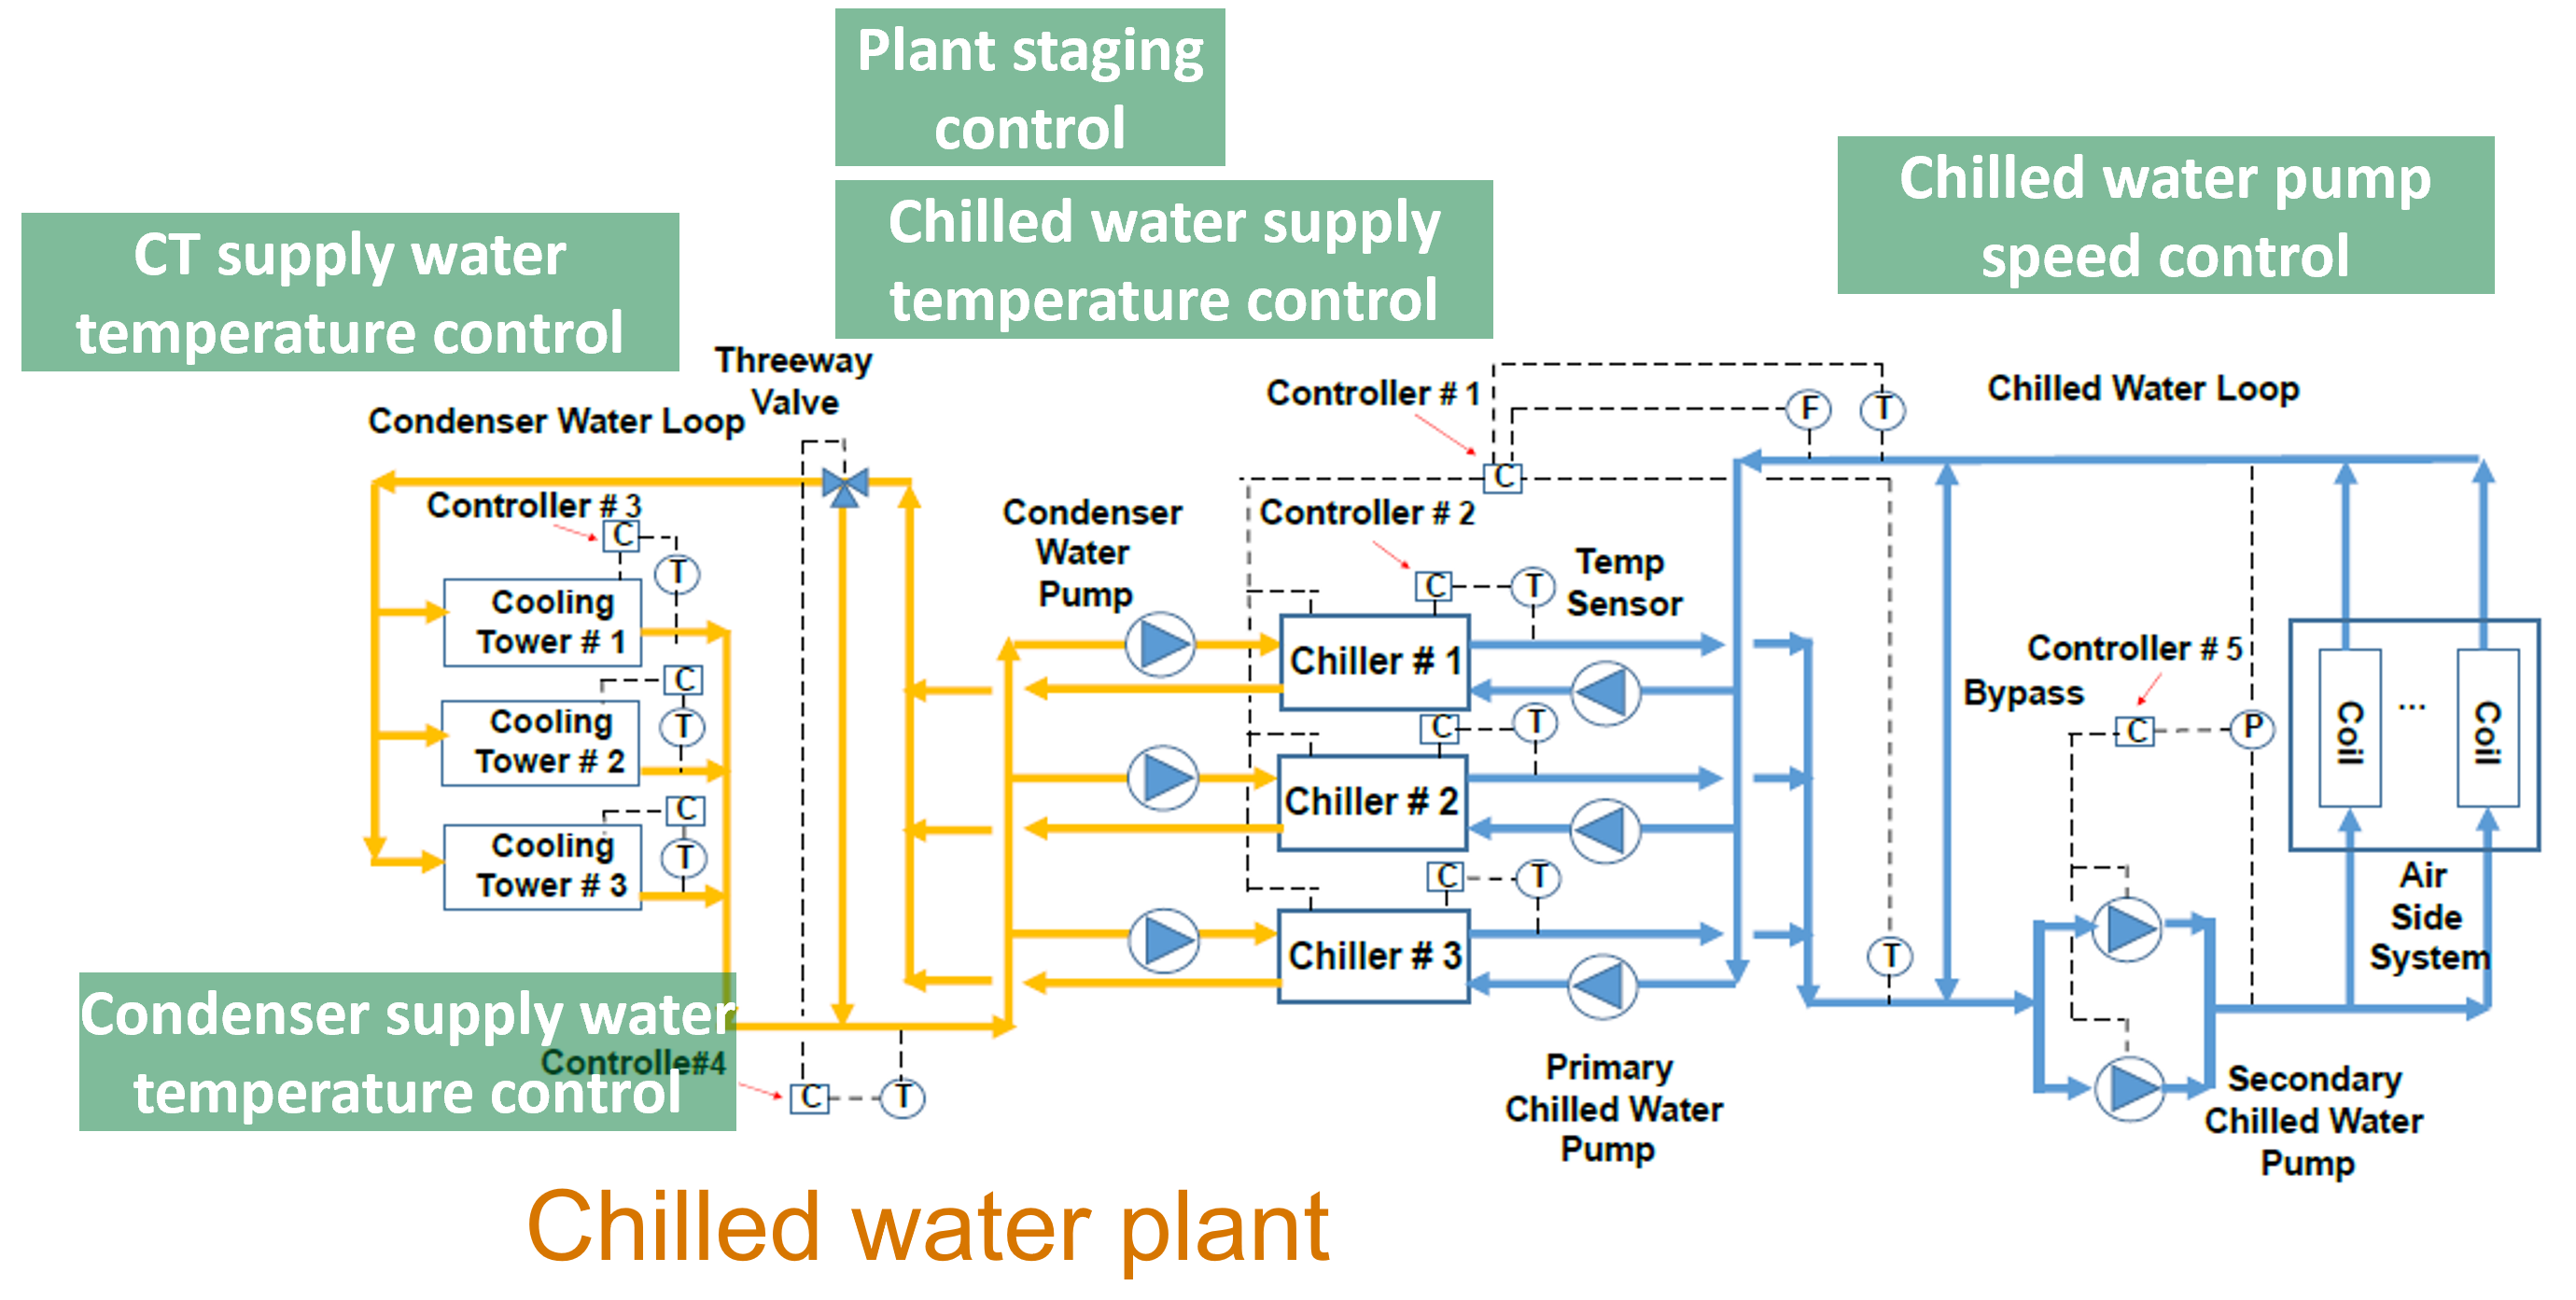 Plant staging
control
Chilled water supply
temperature control
Chilled water pump
speed control
CT supply water
temperature control
Threeway
Valve
Condenser Water Loop
Controller # 1
F
T
Chilled Water Loop
C
Controller # 3
C
T
Condenser
Water
Pump
Controller # 2
C
T
Temp
Sensor
Cooling
Tower # 1
Chiller # 1
Controller # 5
Bypass
C
P
C
T
Cooling
Tower # 2
C
T
Chiller # 2
Coil
...
Coil
C
T
Cooling
Tower # 3
C
T
Chiller # 3
T
Air
Side
System
Condenser supply water
temperature control
Controlle#4
C
T
Primary
Chilled Water
Pump
Secondary
Chilled Water
Pump
Chilled water plant